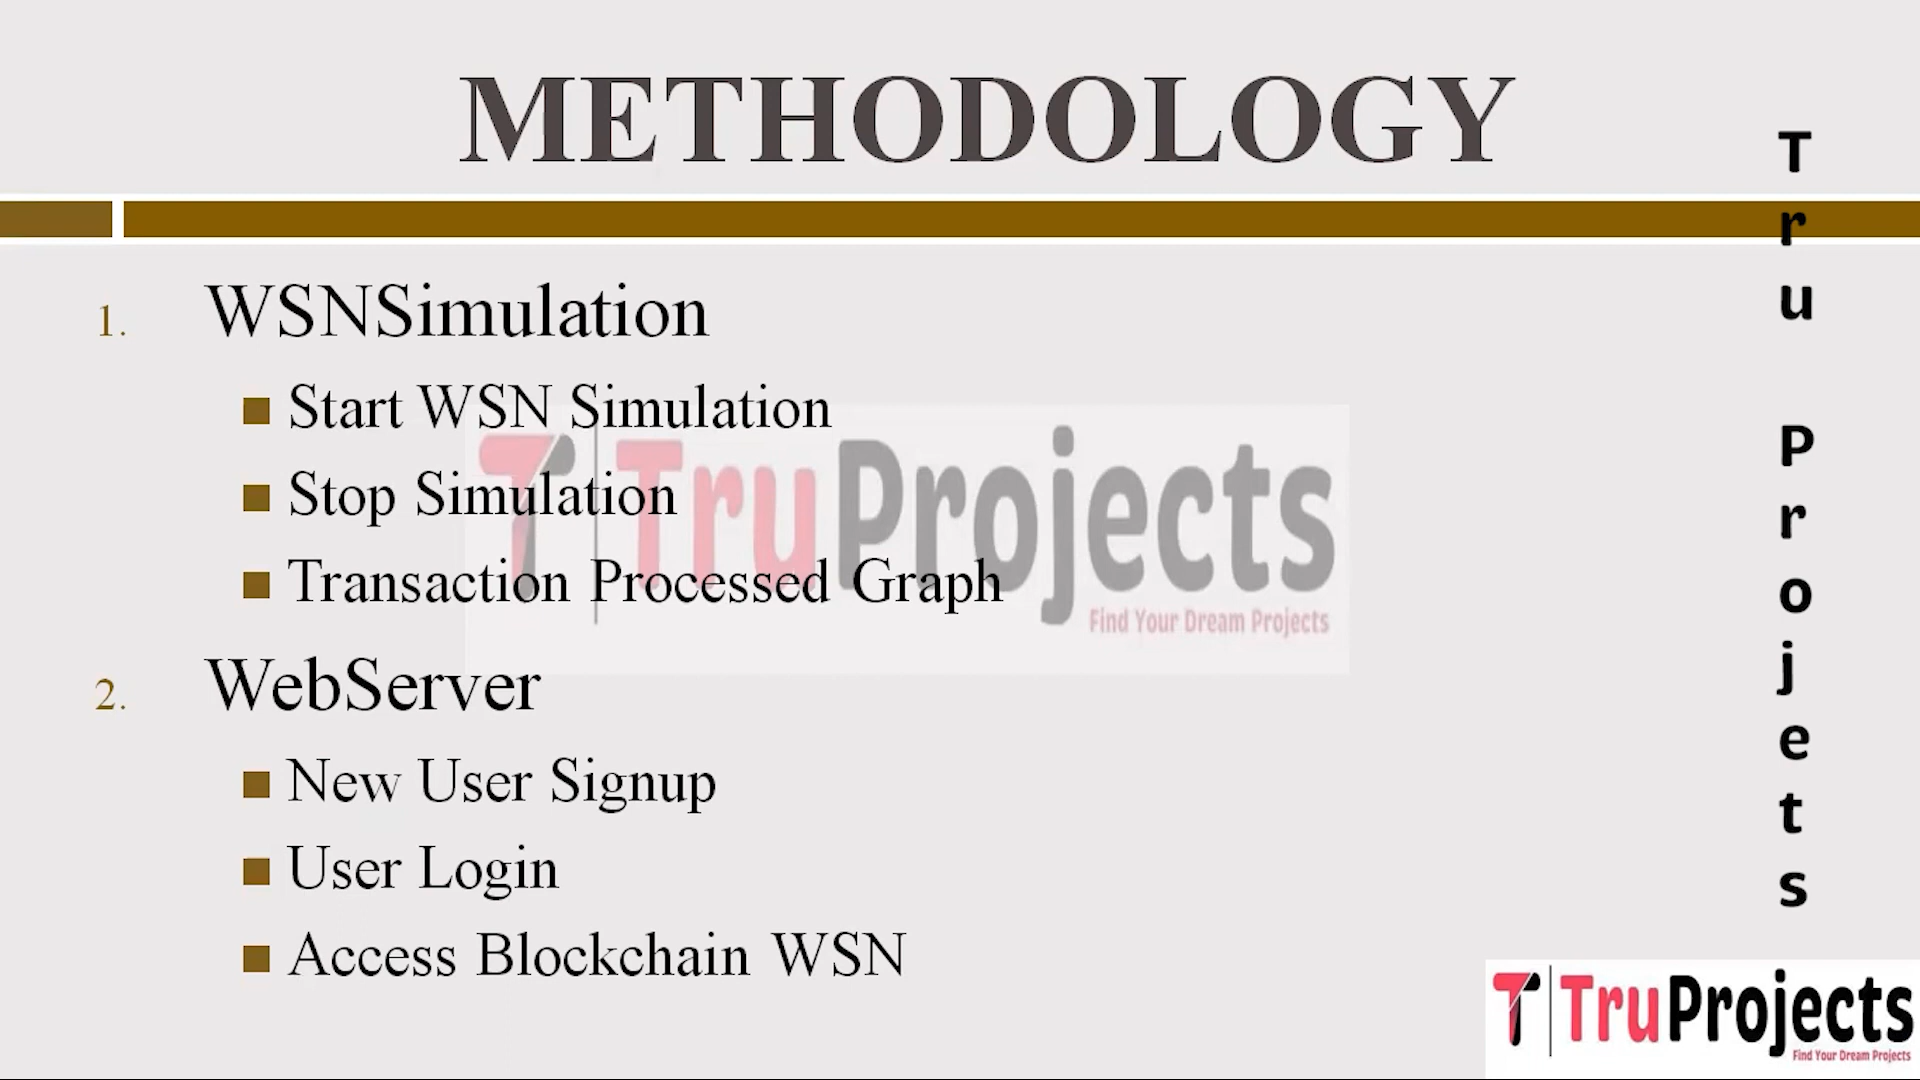 METHODOLOGY
1. WSNSimulation
Start WSN Simulation
Stop Simulation
Transaction Processed Graph
2. WebServer
New User Signup
User Login
Access Blockchain WSN
TruProjects
Find Your Dream Projects
Tru Projets
TruProjects
Find Your Dream Projects